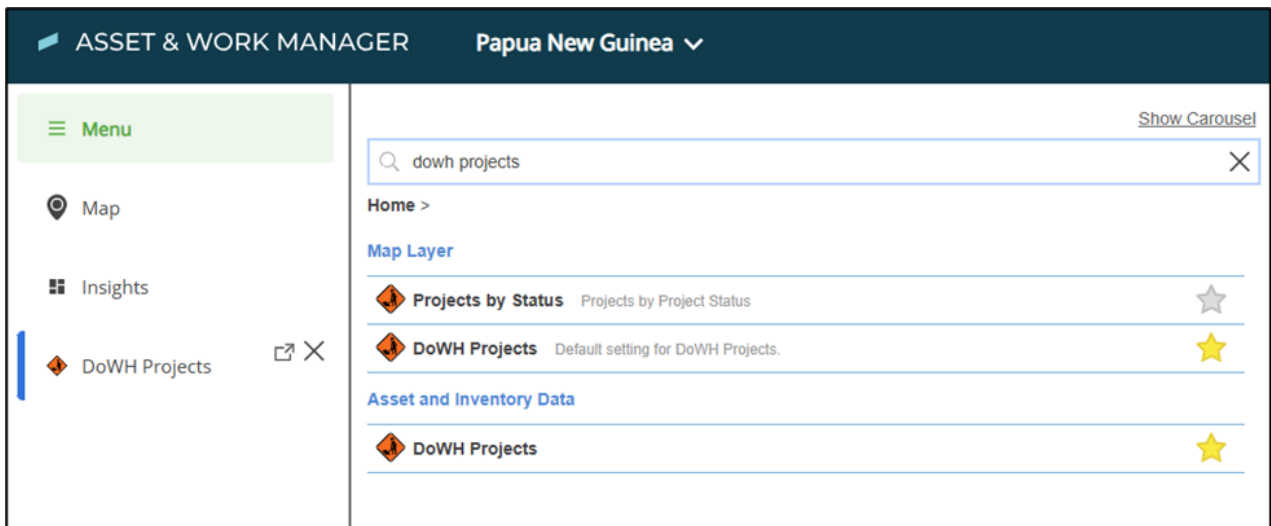 ASSET & WORK MANAGER
Papua New Guinea
Menu
Map
Insights
DoWH Projects
Show Carousel
dowh projects
Home >
Map Layer
Projects by Status Projects by Project Status
DoWH Projects Default setting for DoWH Projects.
Asset and Inventory Data
DoWH Projects